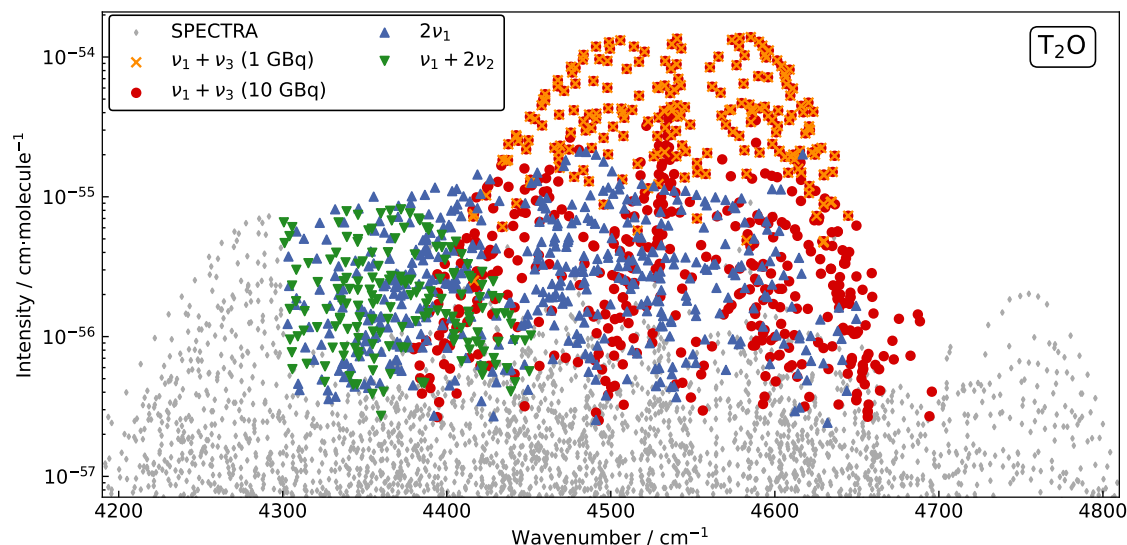 SPECTRA
ν₁ + ν₃ (1 GBq)
ν₁ + ν₃ (10 GBq)
2ν₁
ν₁ + 2ν₂
T₂O
Intensity / cm·molecule⁻¹
10⁻⁵⁴
10⁻⁵⁵
10⁻⁵⁶
10⁻⁵⁷
4200 4300 4400 4500 4600 4700 4800
Wavenumber / cm⁻¹